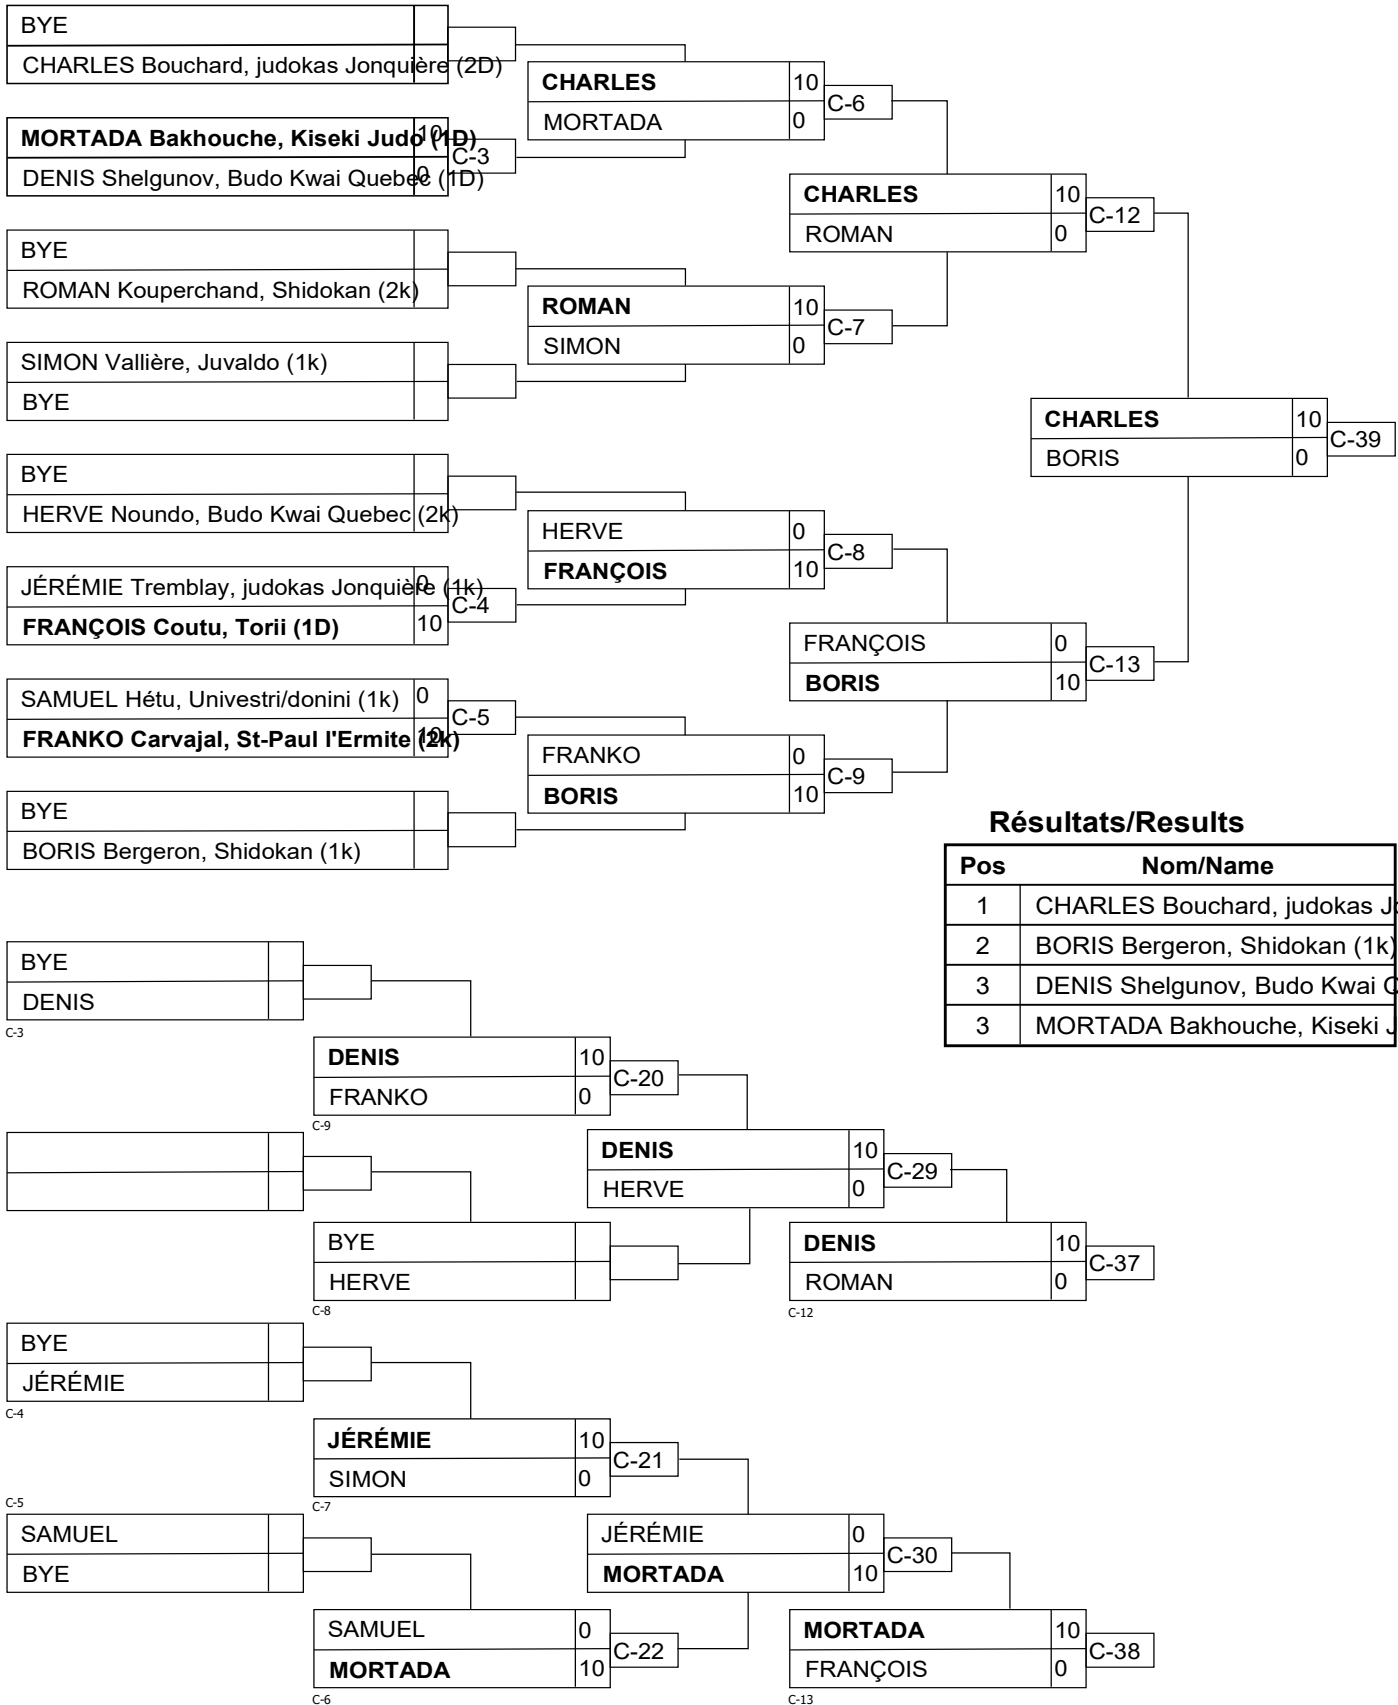 BYE
CHARLES Bouchard, judokas Jonquière (2D)
CHARLES 10
MORTADA 0
C-6
MORTADA Bakhouche, Kiseki Judo (1D) 10
DENIS Shelgunov, Budo Kwai Quebec (1D) 0
C-3
CHARLES 10
ROMAN 0
C-12
BYE
ROMAN Kouperchand, Shidokan (2k)
ROMAN 10
SIMON 0
C-7
SIMON Vallière, Juvaldo (1k)
BYE
CHARLES 10
BORIS 0
C-39
BYE
HERVE Noundo, Budo Kwai Quebec (2k)
HERVE 0
FRANÇOIS 10
C-8
JÉRÉMIE Tremblay, judokas Jonquière (1k) 0
FRANÇOIS Coutu, Torii (1D) 10
C-4
FRANÇOIS 0
BORIS 10
C-13
SAMUEL Hétu, Univestri/donini (1k) 0
FRANKO Carvajal, St-Paul l'Ermite (2k) 10
C-5
FRANKO 0
BORIS 10
C-9
BYE
BORIS Bergeron, Shidokan (1k)
Résultats/Results
Pos Nom/Name
1 CHARLES Bouchard, judokas
2 BORIS Bergeron, Shidokan (1k)
3 DENIS Shelgunov, Budo Kwai
3 MORTADA Bakhouche, Kiseki
BYE
DENIS
C-3
DENIS 10
FRANKO 0
C-20
C-9
DENIS 10
HERVE 0
C-29
BYE
HERVE
C-8
DENIS 10
ROMAN 0
C-37
C-12
BYE
JÉRÉMIE
C-4
JÉRÉMIE 10
SIMON 0
C-21
C-7
C-5
SAMUEL
BYE
JÉRÉMIE 0
MORTADA 10
C-30
SAMUEL 0
MORTADA 10
C-22
C-6
MORTADA 10
FRANÇOIS 0
C-38
C-13